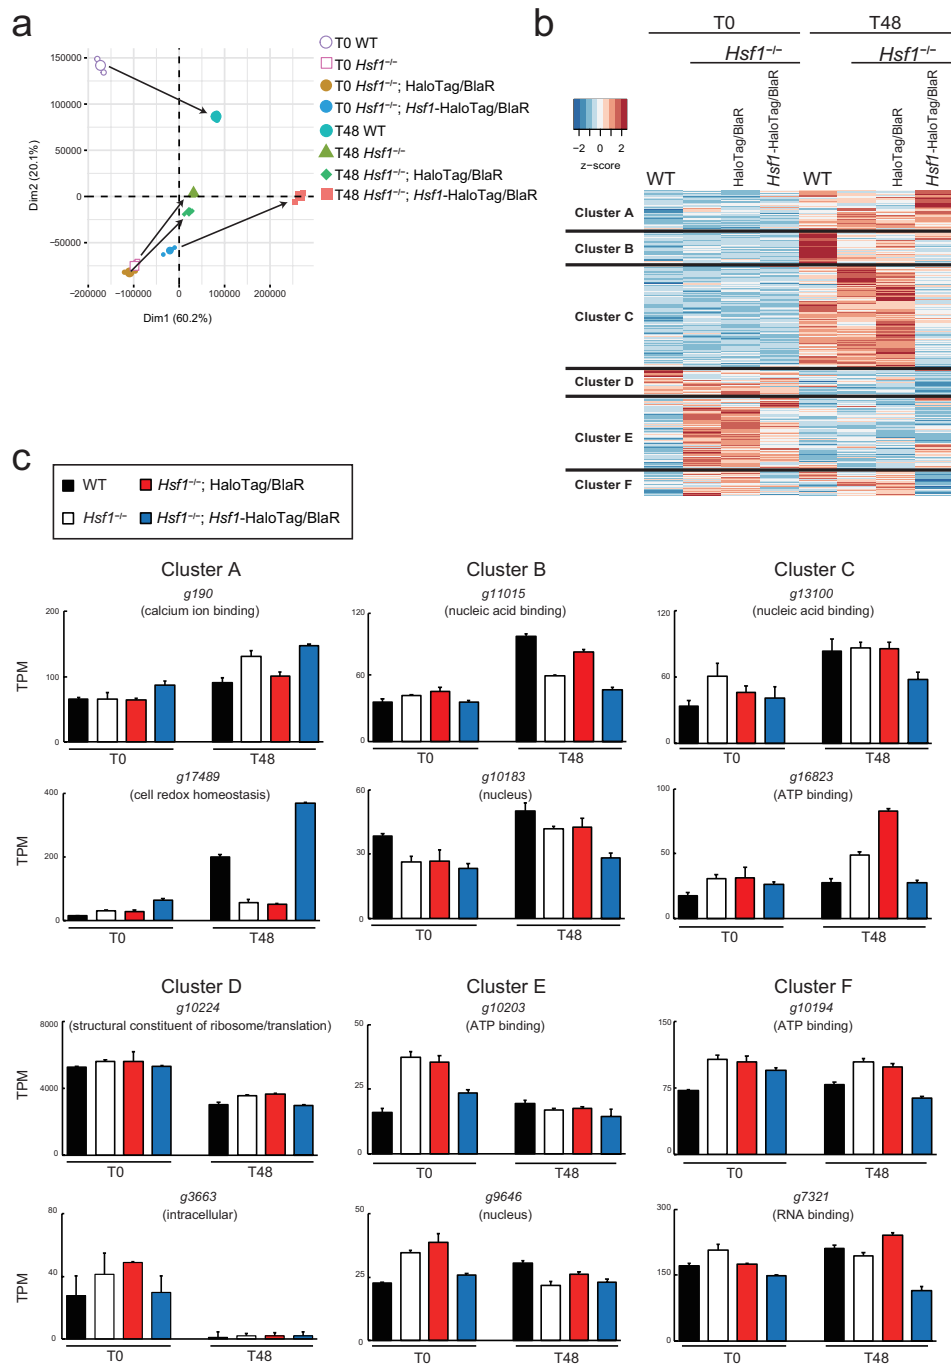 a
150000
100000
50000
0
−50000
Dim2 (20.1%)
−200000 −100000 0 100000 200000
Dim1 (60.2%)
T0 WT
T0 Hsf1−/−
T0 Hsf1−/−; HaloTag/BlaR
T0 Hsf1−/−; Hsf1-HaloTag/BlaR
T48 WT
T48 Hsf1−/−
T48 Hsf1−/−; HaloTag/BlaR
T48 Hsf1−/−; Hsf1-HaloTag/BlaR
b
T0 T48
Hsf1−/− Hsf1−/−
−2 0 2
z-score
WT HaloTag/BlaR Hsf1-HaloTag/BlaR WT HaloTag/BlaR Hsf1-HaloTag/BlaR
Cluster A
Cluster B
Cluster C
Cluster D
Cluster E
Cluster F
c
WT Hsf1−/−; HaloTag/BlaR
Hsf1−/− Hsf1−/−; Hsf1-HaloTag/BlaR
Cluster A
g190
(calcium ion binding)
TPM
200
100
0
T0 T48
g17489
(cell redox homeostasis)
TPM
400
200
0
T0 T48
Cluster B
g11015
(nucleic acid binding)
120
60
0
T0 T48
g10183
(nucleus)
60
30
0
T0 T48
Cluster C
g13100
(nucleic acid binding)
120
60
0
T0 T48
g16823
(ATP binding)
100
50
0
T0 T48
Cluster D
g10224
(structural constituent of ribosome/translation)
TPM
8000
4000
0
T0 T48
g3663
(intracellular)
TPM
80
40
0
T0 T48
Cluster E
g10203
(ATP binding)
50
25
0
T0 T48
g9646
(nucleus)
50
25
0
T0 T48
Cluster F
g10194
(ATP binding)
150
75
0
T0 T48
g7321
(RNA binding)
300
150
0
T0 T48